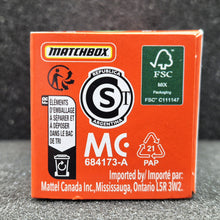 MATCHBOX
FSC
MIX
Packaging
FSC® C111147
REPUBLICA
S
ARGENTINA
FR
ÉLÉMENTS
D'EMBALLAGE
À SÉPARER ET
À DÉPOSER
DANS LE BAC
DE TRI
MC
684173-A
21
PAP
Imported by/ Importé par:
Mattel Canada Inc., Mississauga, Ontario L5R 3W2.